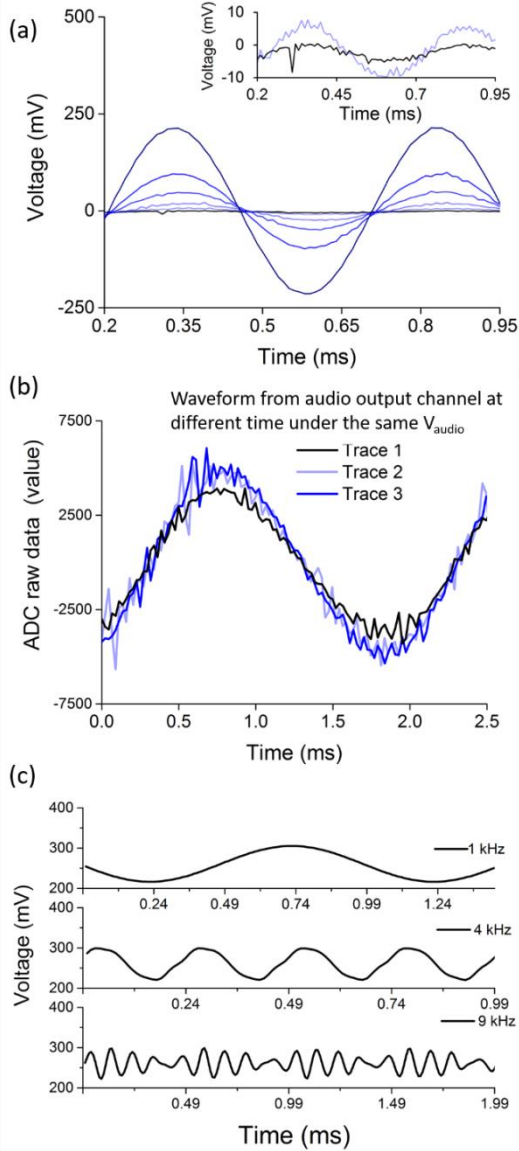 (a)
500
250
0
-250
Voltage (mV)
0.2 0.35 0.5 0.65 0.8 0.95
Time (ms)
10
0
-10
Voltage (mV)
0.2 0.45 0.7 0.95
Time (ms)
(b)
Waveform from audio output channel at
different time under the same Vaudio
Trace 1
Trace 2
Trace 3
7500
2500
-2500
-7500
ADC raw data (value)
0.0 0.5 1.0 1.5 2.0 2.5
Time (ms)
(c)
400
300
200
1 kHz
0.24 0.49 0.74 0.99 1.24
400
300
200
4 kHz
0.24 0.49 0.74 0.99
400
300
200
9 kHz
0.49 0.99 1.49 1.99
Voltage (mV)
Time (ms)